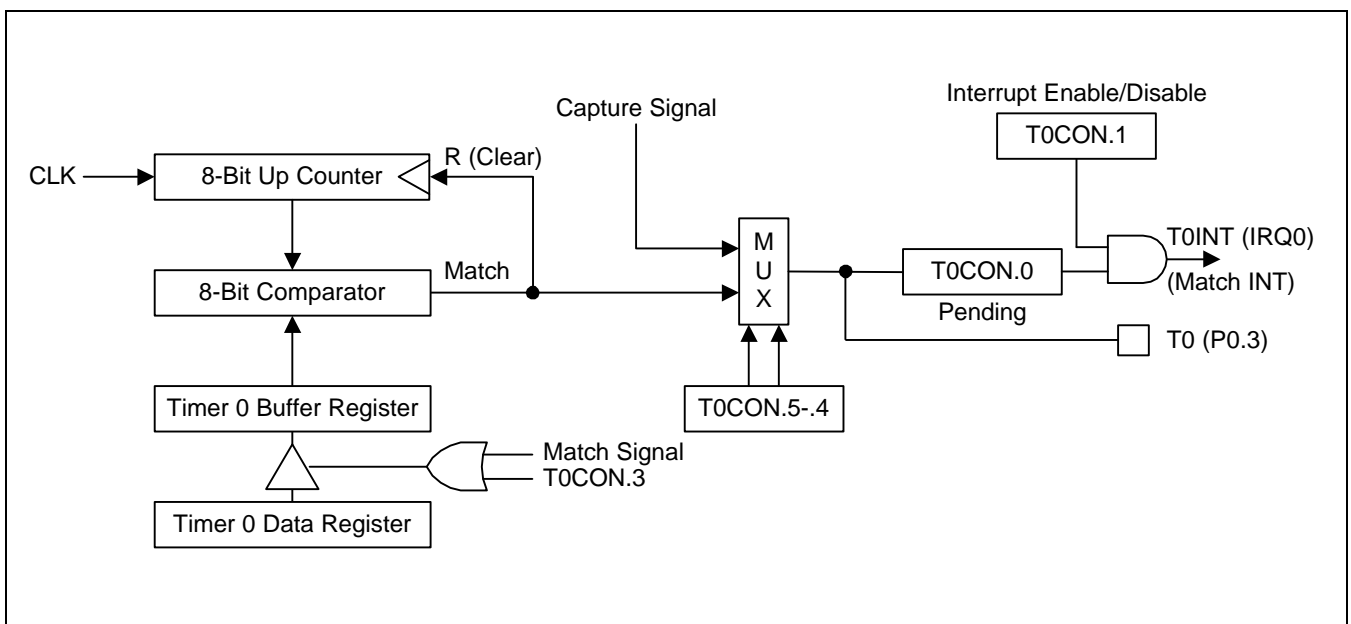 Interrupt Enable/Disable
Capture Signal
T0CON.1
R (Clear)
CLK
8-Bit Up Counter
M
U
X
T0INT (IRQ0)
(Match INT)
T0CON.0
Pending
Match
8-Bit Comparator
T0 (P0.3)
Timer 0 Buffer Register
T0CON.5-.4
Match Signal
T0CON.3
Timer 0 Data Register